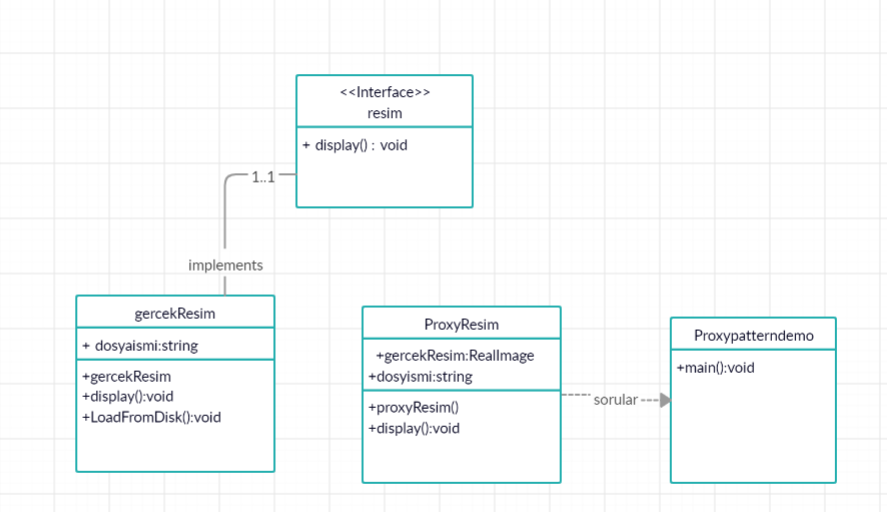 <<Interface>>
resim
+ display() : void
1..1
implements
gercekResim
+ dosyaismi:string
+gercekResim
+display():void
+LoadFromDisk():void
ProxyResim
+gercekResim:RealImage
+dosyismi:string
+proxyResim()
+display():void
sorular
Proxypatterndemo
+main():void